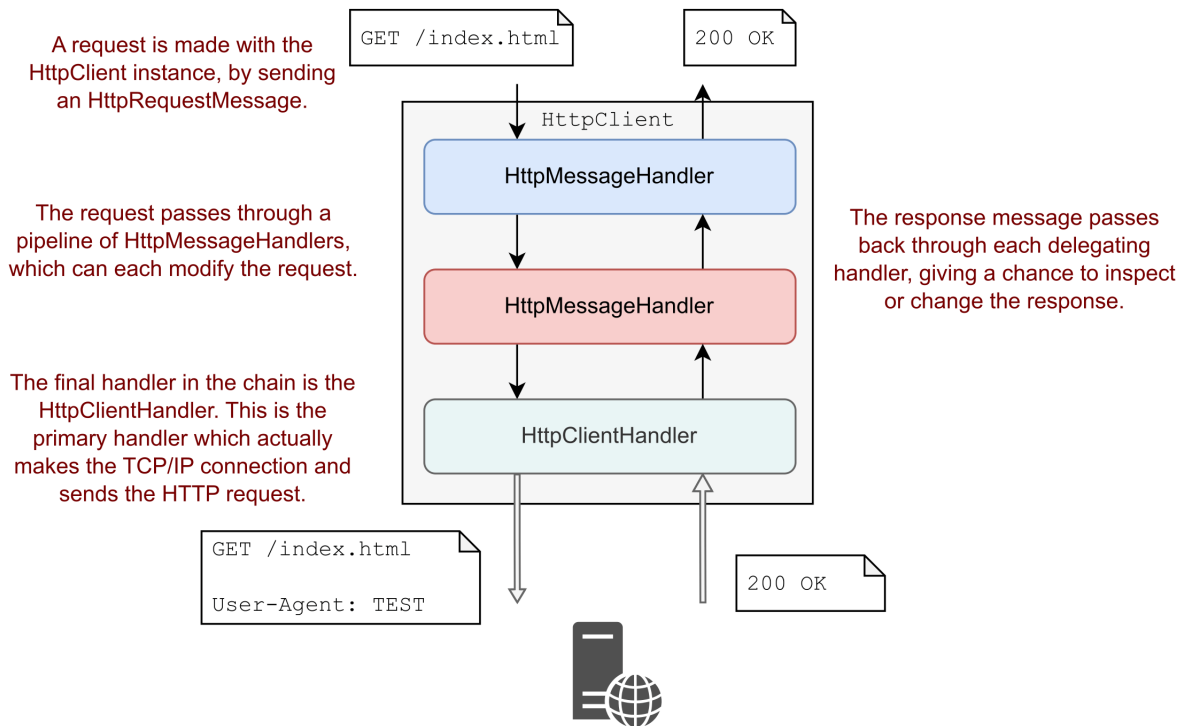 A request is made with the
HttpClient instance, by sending
an HttpRequestMessage.
GET /index.html
200 OK
HttpClient
HttpMessageHandler
The request passes through a
pipeline of HttpMessageHandlers,
which can each modify the request.
The response message passes
back through each delegating
handler, giving a chance to inspect
or change the response.
HttpMessageHandler
The final handler in the chain is the
HttpClientHandler. This is the
primary handler which actually
makes the TCP/IP connection and
sends the HTTP request.
HttpClientHandler
GET /index.html
User-Agent: TEST
200 OK